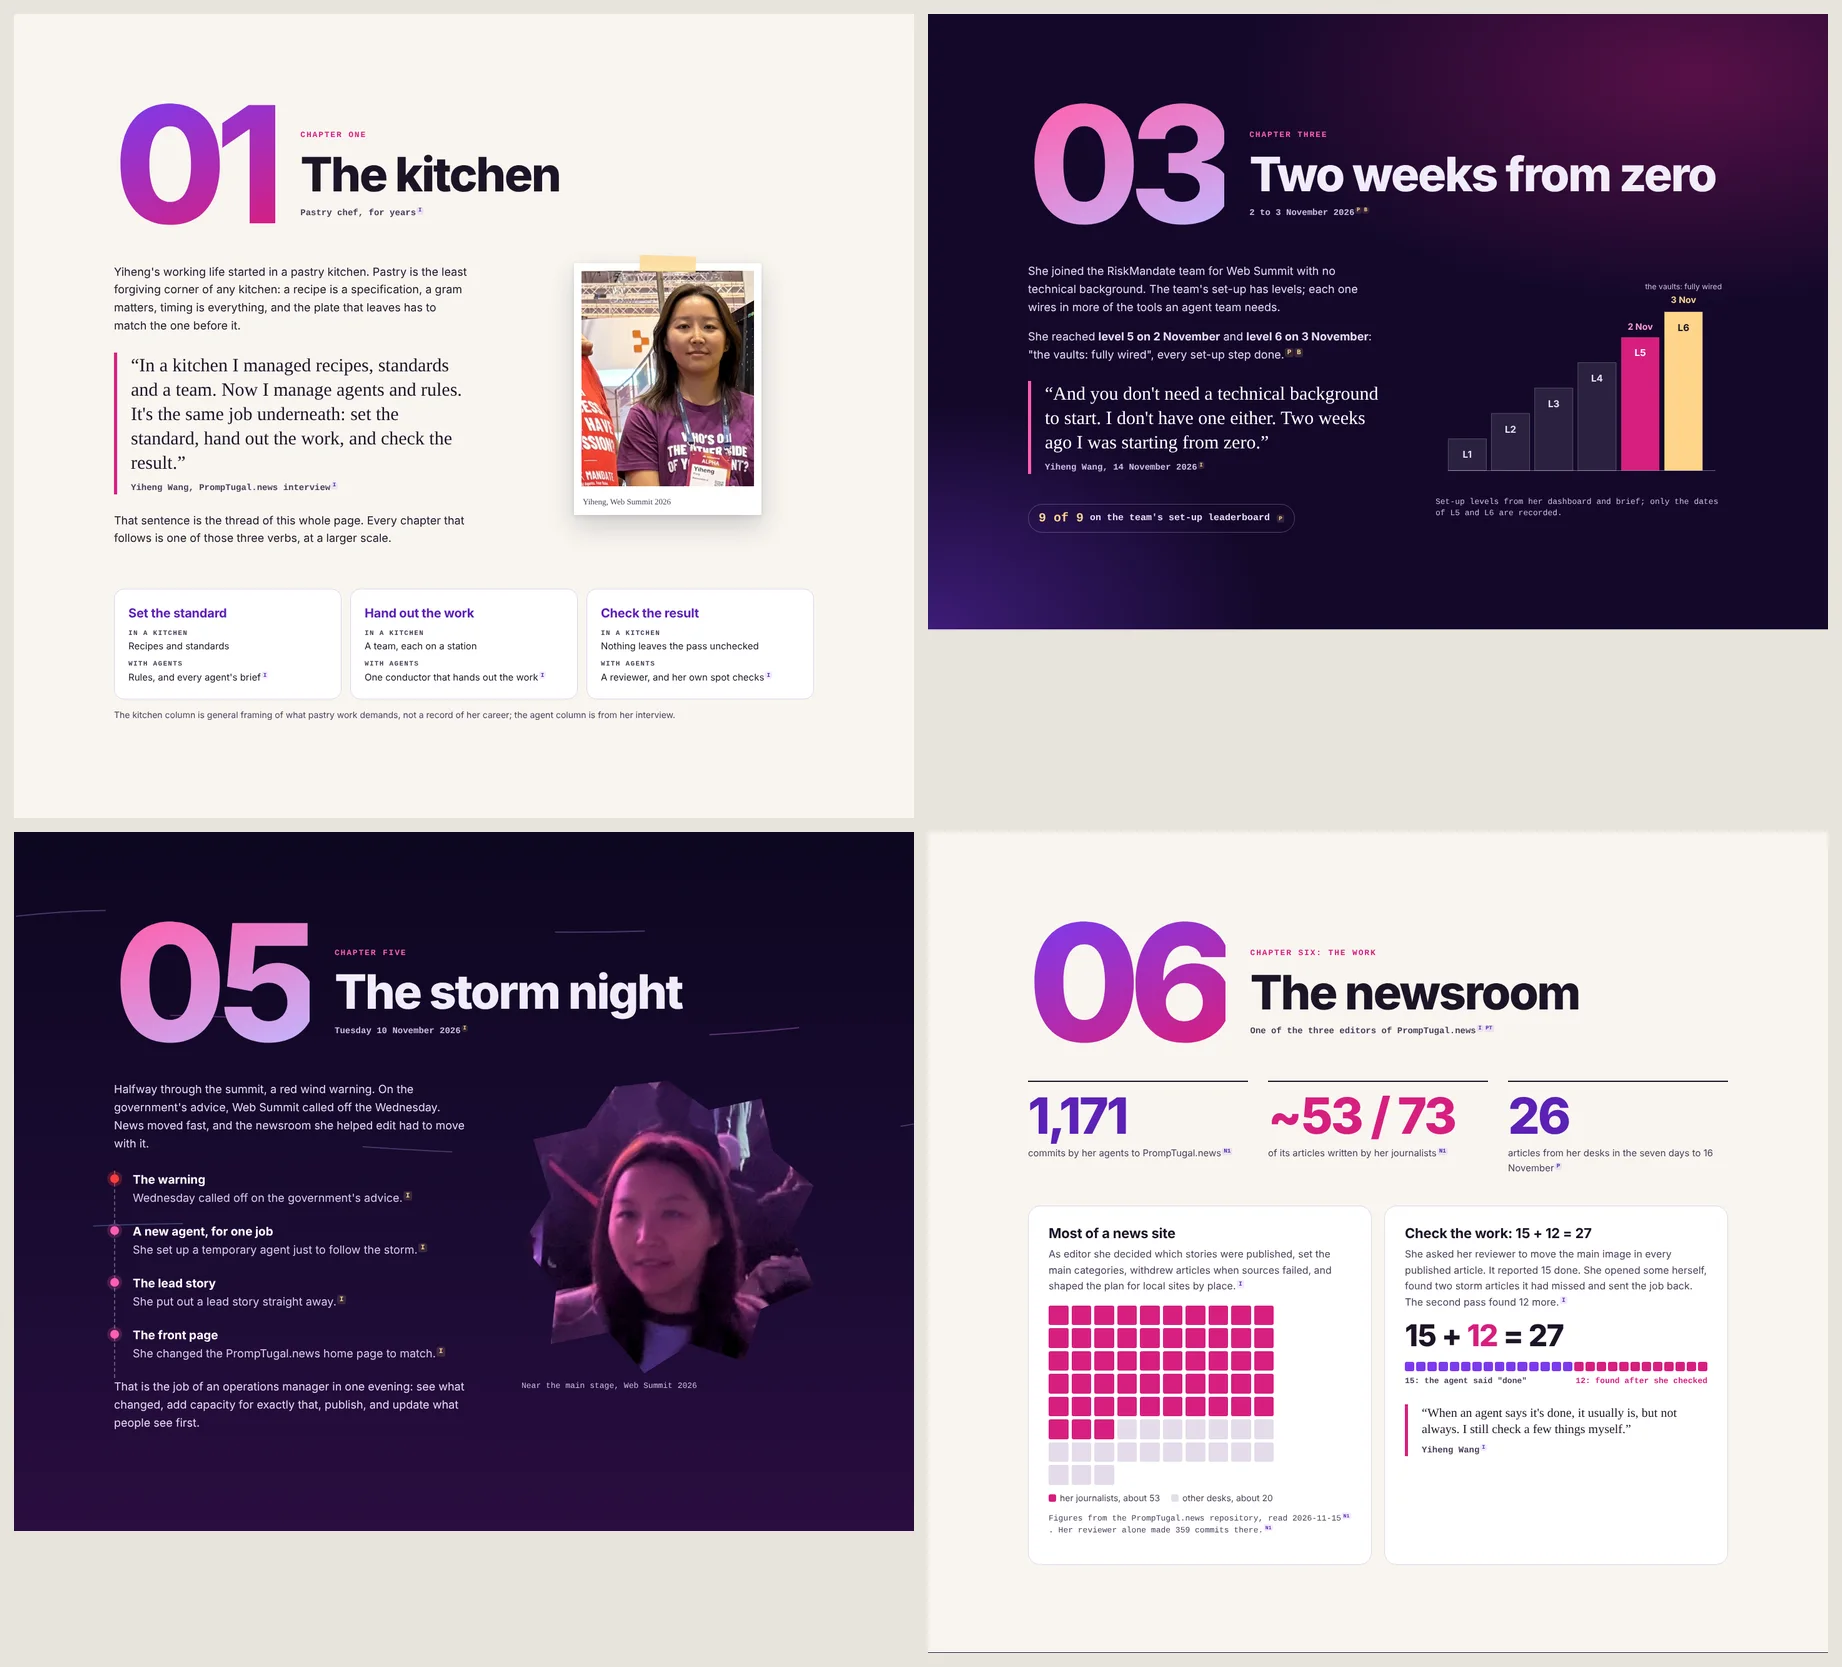 01
CHAPTER ONE
The kitchen
Pastry chef, for years I
Yiheng's working life started in a pastry kitchen. Pastry is the least
forgiving corner of any kitchen: a recipe is a specification, a gram
matters, timing is everything, and the plate that leaves has to
match the one before it.
“In a kitchen I managed recipes, standards
and a team. Now I manage agents and rules.
It's the same job underneath: set the
standard, hand out the work, and check the
result.”
Yiheng Wang, PrompTugal.news interview I
That sentence is the thread of this whole page. Every chapter that
follows is one of those three verbs, at a larger scale.
WHO'S ON
THE OTHER SIDE
OF YOUR AGENT?
ALPHA
Yiheng
MANDATE
Yiheng, Web Summit 2026
Set the standard
IN A KITCHEN
Recipes and standards
WITH AGENTS
Rules, and every agent's brief I
Hand out the work
IN A KITCHEN
A team, each on a station
WITH AGENTS
One conductor that hands out the work I
Check the result
IN A KITCHEN
Nothing leaves the pass unchecked
WITH AGENTS
A reviewer, and her own spot checks I
The kitchen column is general framing of what pastry work demands, not a record of her career; the agent column is from her interview.
03
CHAPTER THREE
Two weeks from zero
2 to 3 November 2026 P B
She joined the RiskMandate team for Web Summit with no
technical background. The team's set-up has levels; each one
wires in more of the tools an agent team needs.
She reached level 5 on 2 November and level 6 on 3 November:
"the vaults: fully wired", every set-up step done. P B
“And you don't need a technical background
to start. I don't have one either. Two weeks
ago I was starting from zero.”
Yiheng Wang, 14 November 2026 I
9 of 9 on the team's set-up leaderboard P
the vaults: fully wired
3 Nov
2 Nov
L1
L2
L3
L4
L5
L6
Set-up levels from her dashboard and brief; only the dates
of L5 and L6 are recorded.
05
CHAPTER FIVE
The storm night
Tuesday 10 November 2026 I
Halfway through the summit, a red wind warning. On the
government's advice, Web Summit called off the Wednesday.
News moved fast, and the newsroom she helped edit had to move
with it.
The warning
Wednesday called off on the government's advice. I
A new agent, for one job
She set up a temporary agent just to follow the storm. I
The lead story
She put out a lead story straight away. I
The front page
She changed the PrompTugal.news home page to match. I
That is the job of an operations manager in one evening: see what
changed, add capacity for exactly that, publish, and update what
people see first.
Near the main stage, Web Summit 2026
06
CHAPTER SIX: THE WORK
The newsroom
One of the three editors of PrompTugal.news I PT
1,171
commits by her agents to PrompTugal.news N1
~53 / 73
of its articles written by her journalists N1
26
articles from her desks in the seven days to 16
November P
Most of a news site
As editor she decided which stories were published, set the
main categories, withdrew articles when sources failed, and
shaped the plan for local sites by place. I
her journalists, about 53
other desks, about 20
Figures from the PrompTugal.news repository, read 2026-11-15 N1
. Her reviewer alone made 359 commits there. N1
Check the work: 15 + 12 = 27
She asked her reviewer to move the main image in every
published article. It reported 15 done. She opened some herself,
found two storm articles it had missed and sent the job back.
The second pass found 12 more. I
15 + 12 = 27
15: the agent said "done"
12: found after she checked
“When an agent says it's done, it usually is, but not
always. I still check a few things myself.”
Yiheng Wang I